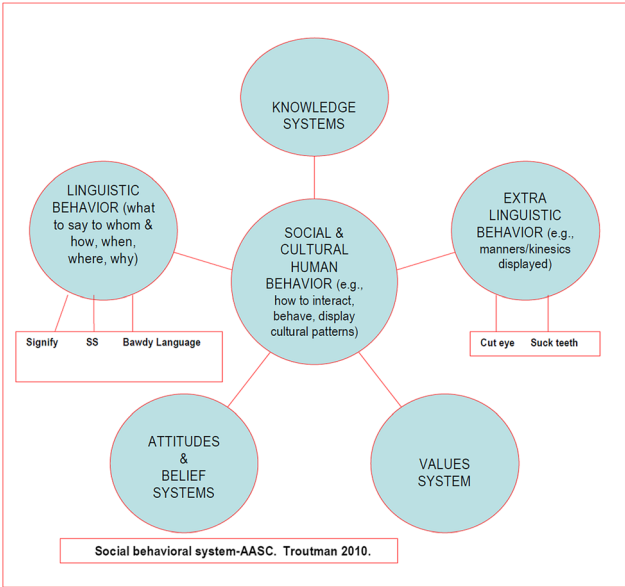 KNOWLEDGE
SYSTEMS
LINGUISTIC
BEHAVIOR (what
to say to whom &
how, when,
where, why)
EXTRA
LINGUISTIC
BEHAVIOR (e.g.,
manners/kinesics
displayed)
SOCIAL &
CULTURAL
HUMAN
BEHAVIOR (e.g.,
how to interact,
behave, display
cultural patterns)
Signify SS Bawdy Language
Cut eye Suck teeth
ATTITUDES
&
BELIEF
SYSTEMS
VALUES
SYSTEM
Social behavioral system-AASC. Troutman 2010.